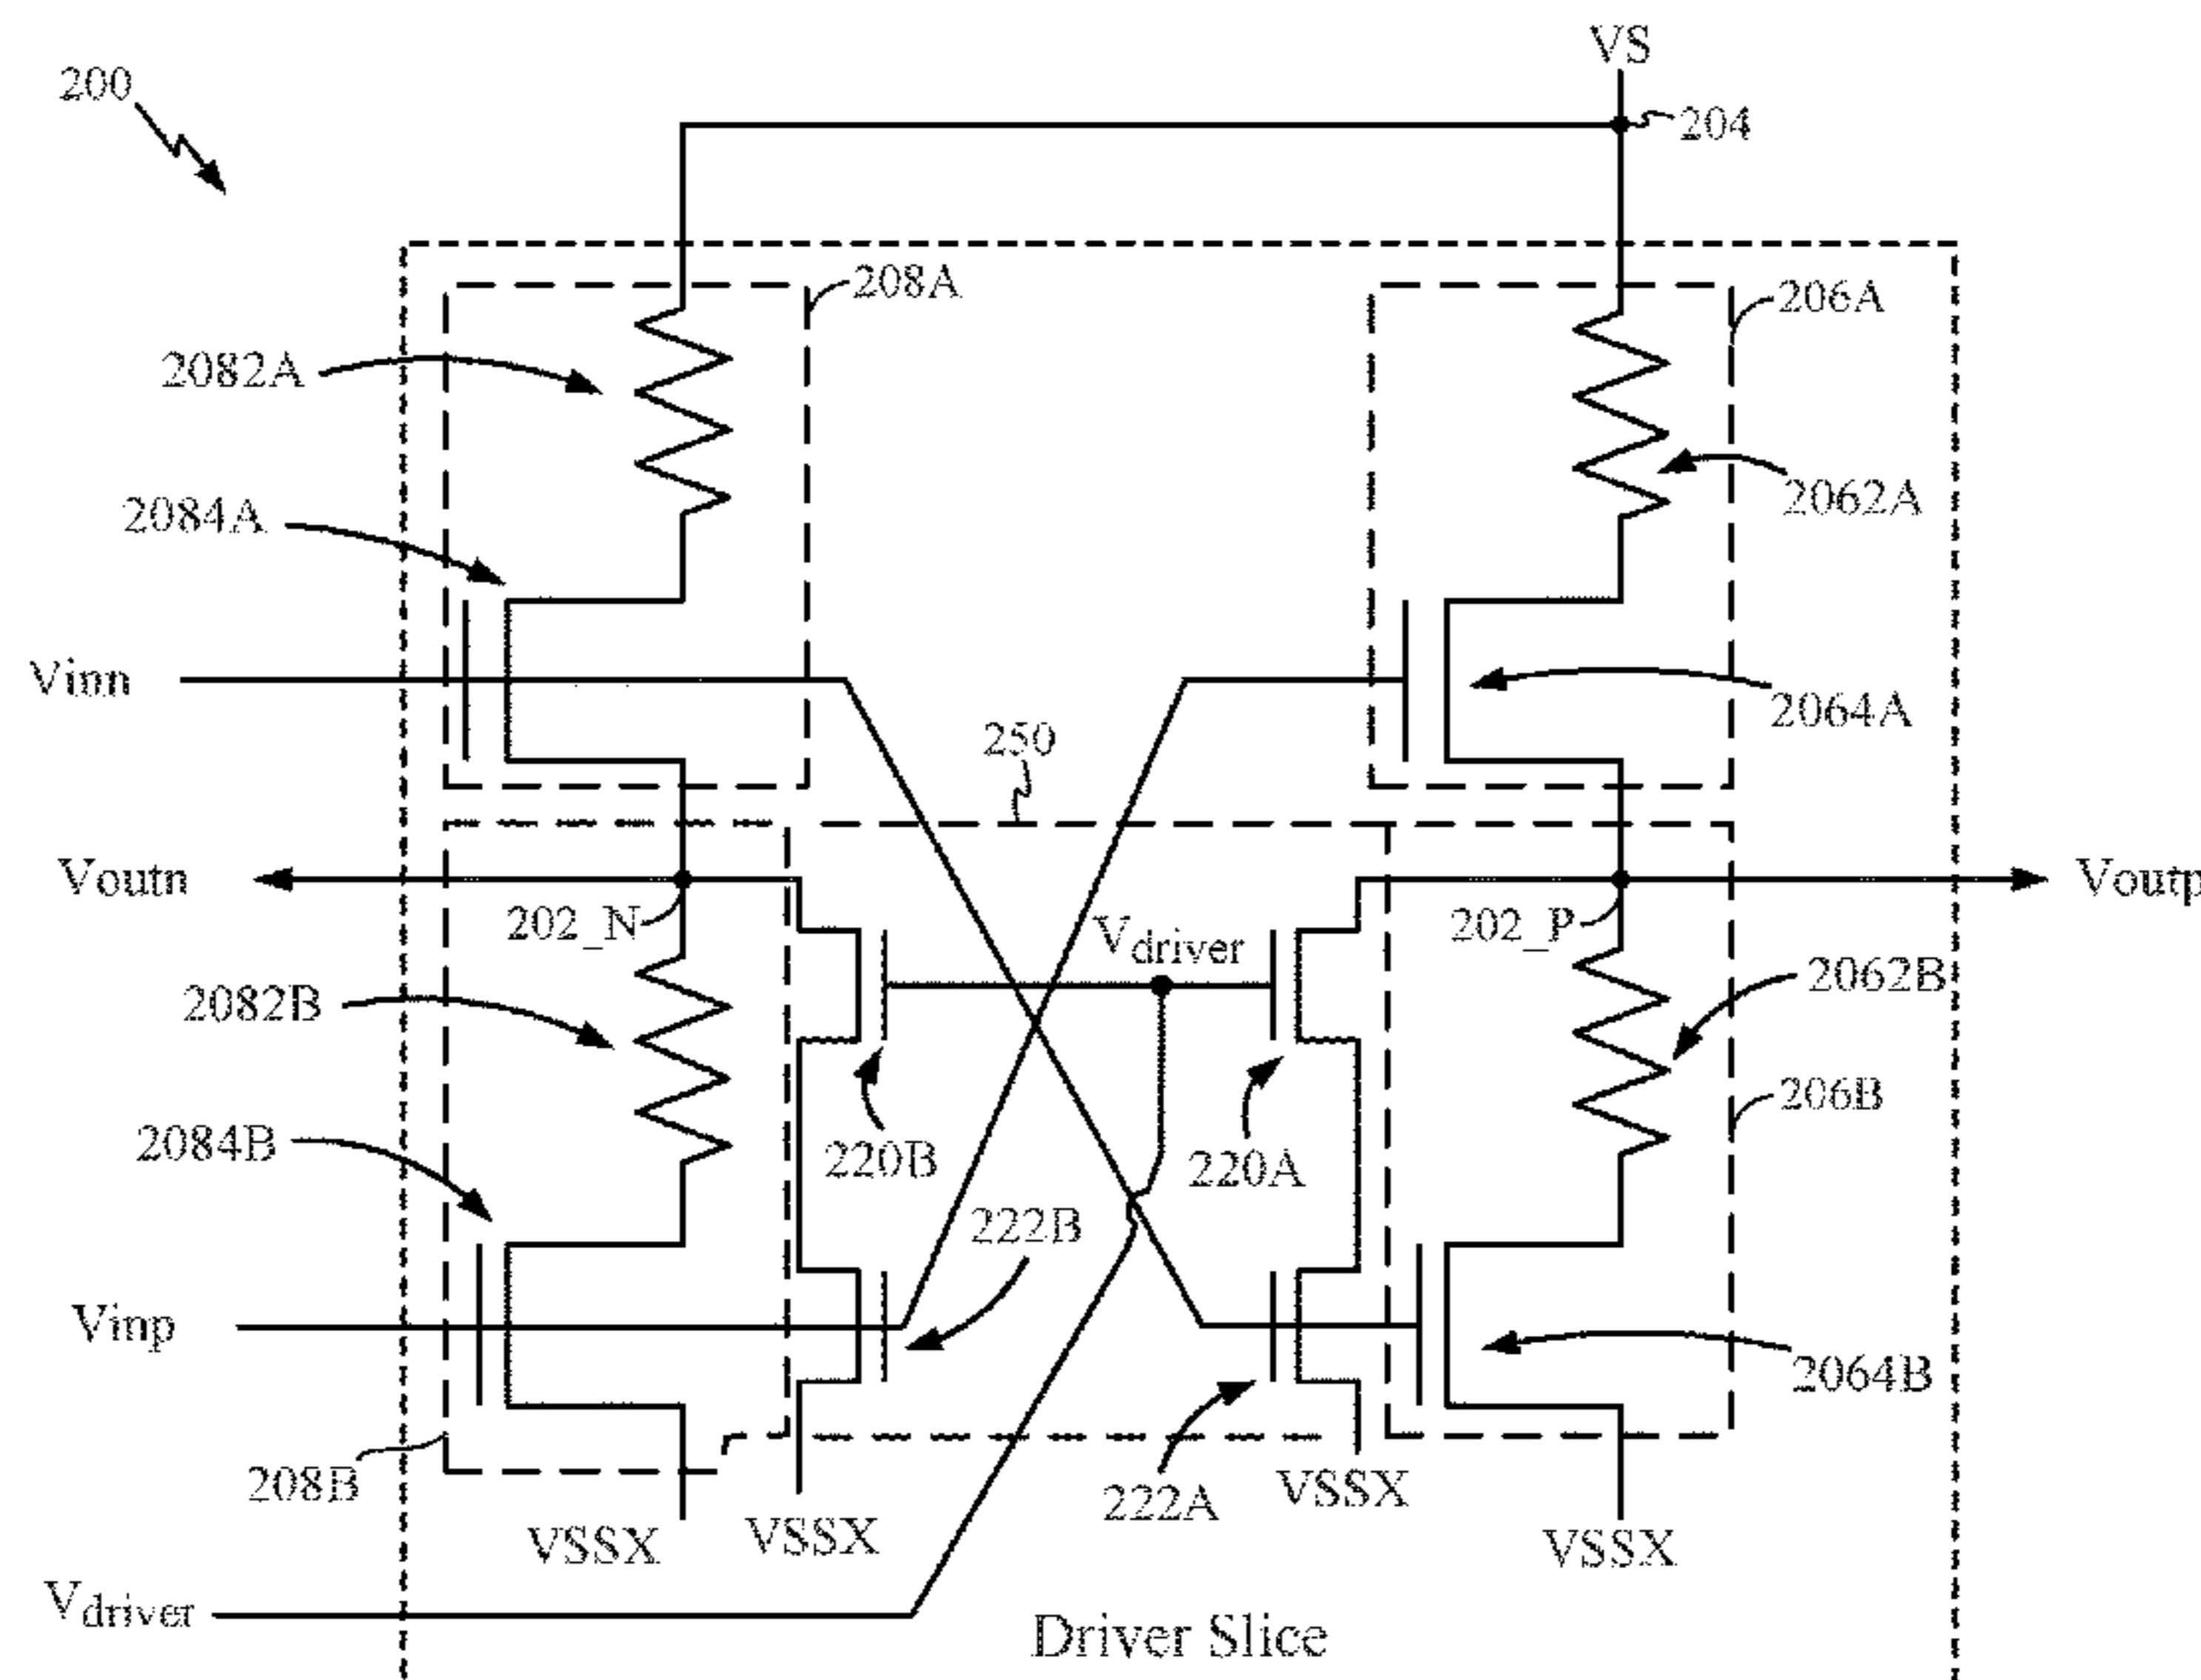 VS
200
204
208A
206A
2082A
2062A
2084A
Vinn
2064A
250
Voutn
Voutp
202_N
Vdriver
202_P
2082B
2062B
206B
2084B
220B
220A
222B
Vinp
2064B
208B
222A
VSSX
VSSX
VSSX
VSSX
Vdriver
Driver Slice